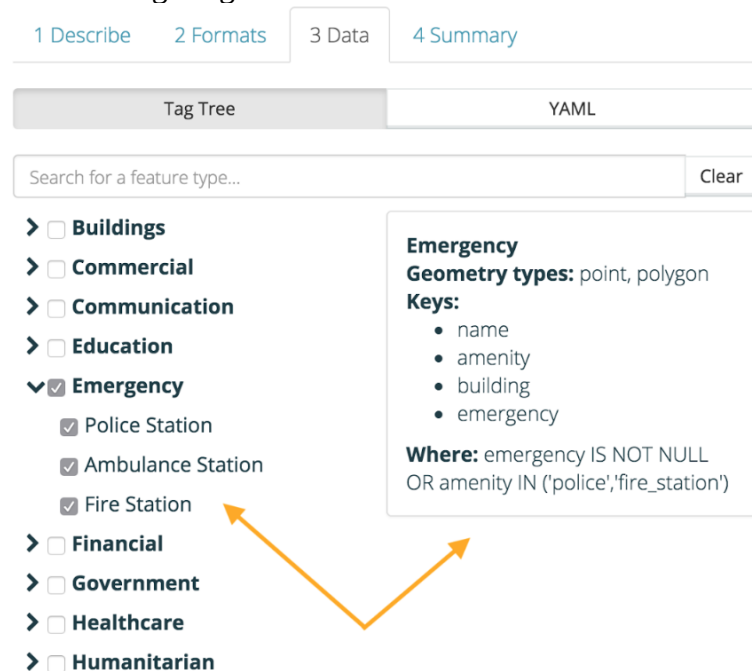 1 Describe 2 Formats 3 Data 4 Summary
Tag Tree YAML
Search for a feature type... Clear
Buildings
Commercial
Communication
Education
Emergency
Police Station
Ambulance Station
Fire Station
Financial
Government
Healthcare
Humanitarian
Emergency
Geometry types: point, polygon
Keys:
• name
• amenity
• building
• emergency
Where: emergency IS NOT NULL
OR amenity IN ('police','fire_station')